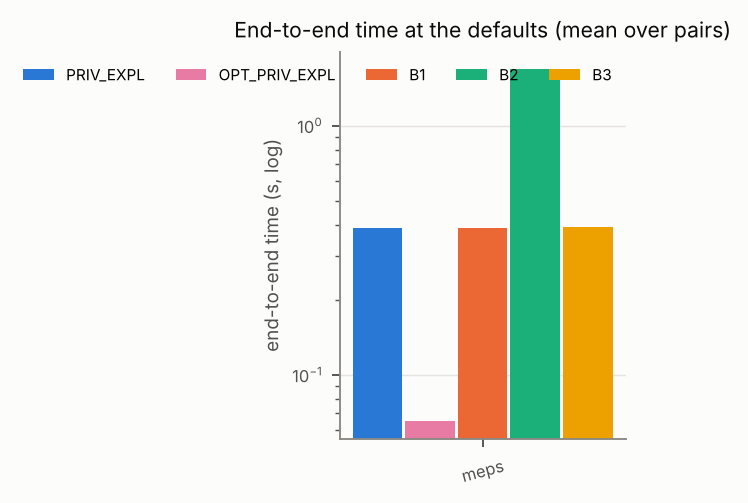 End-to-end time at the defaults (mean over pairs)
PRIV_EXPL OPT_PRIV_EXPL B1 B2 B3
10⁰
10⁻¹
end-to-end time (s, log)
meps